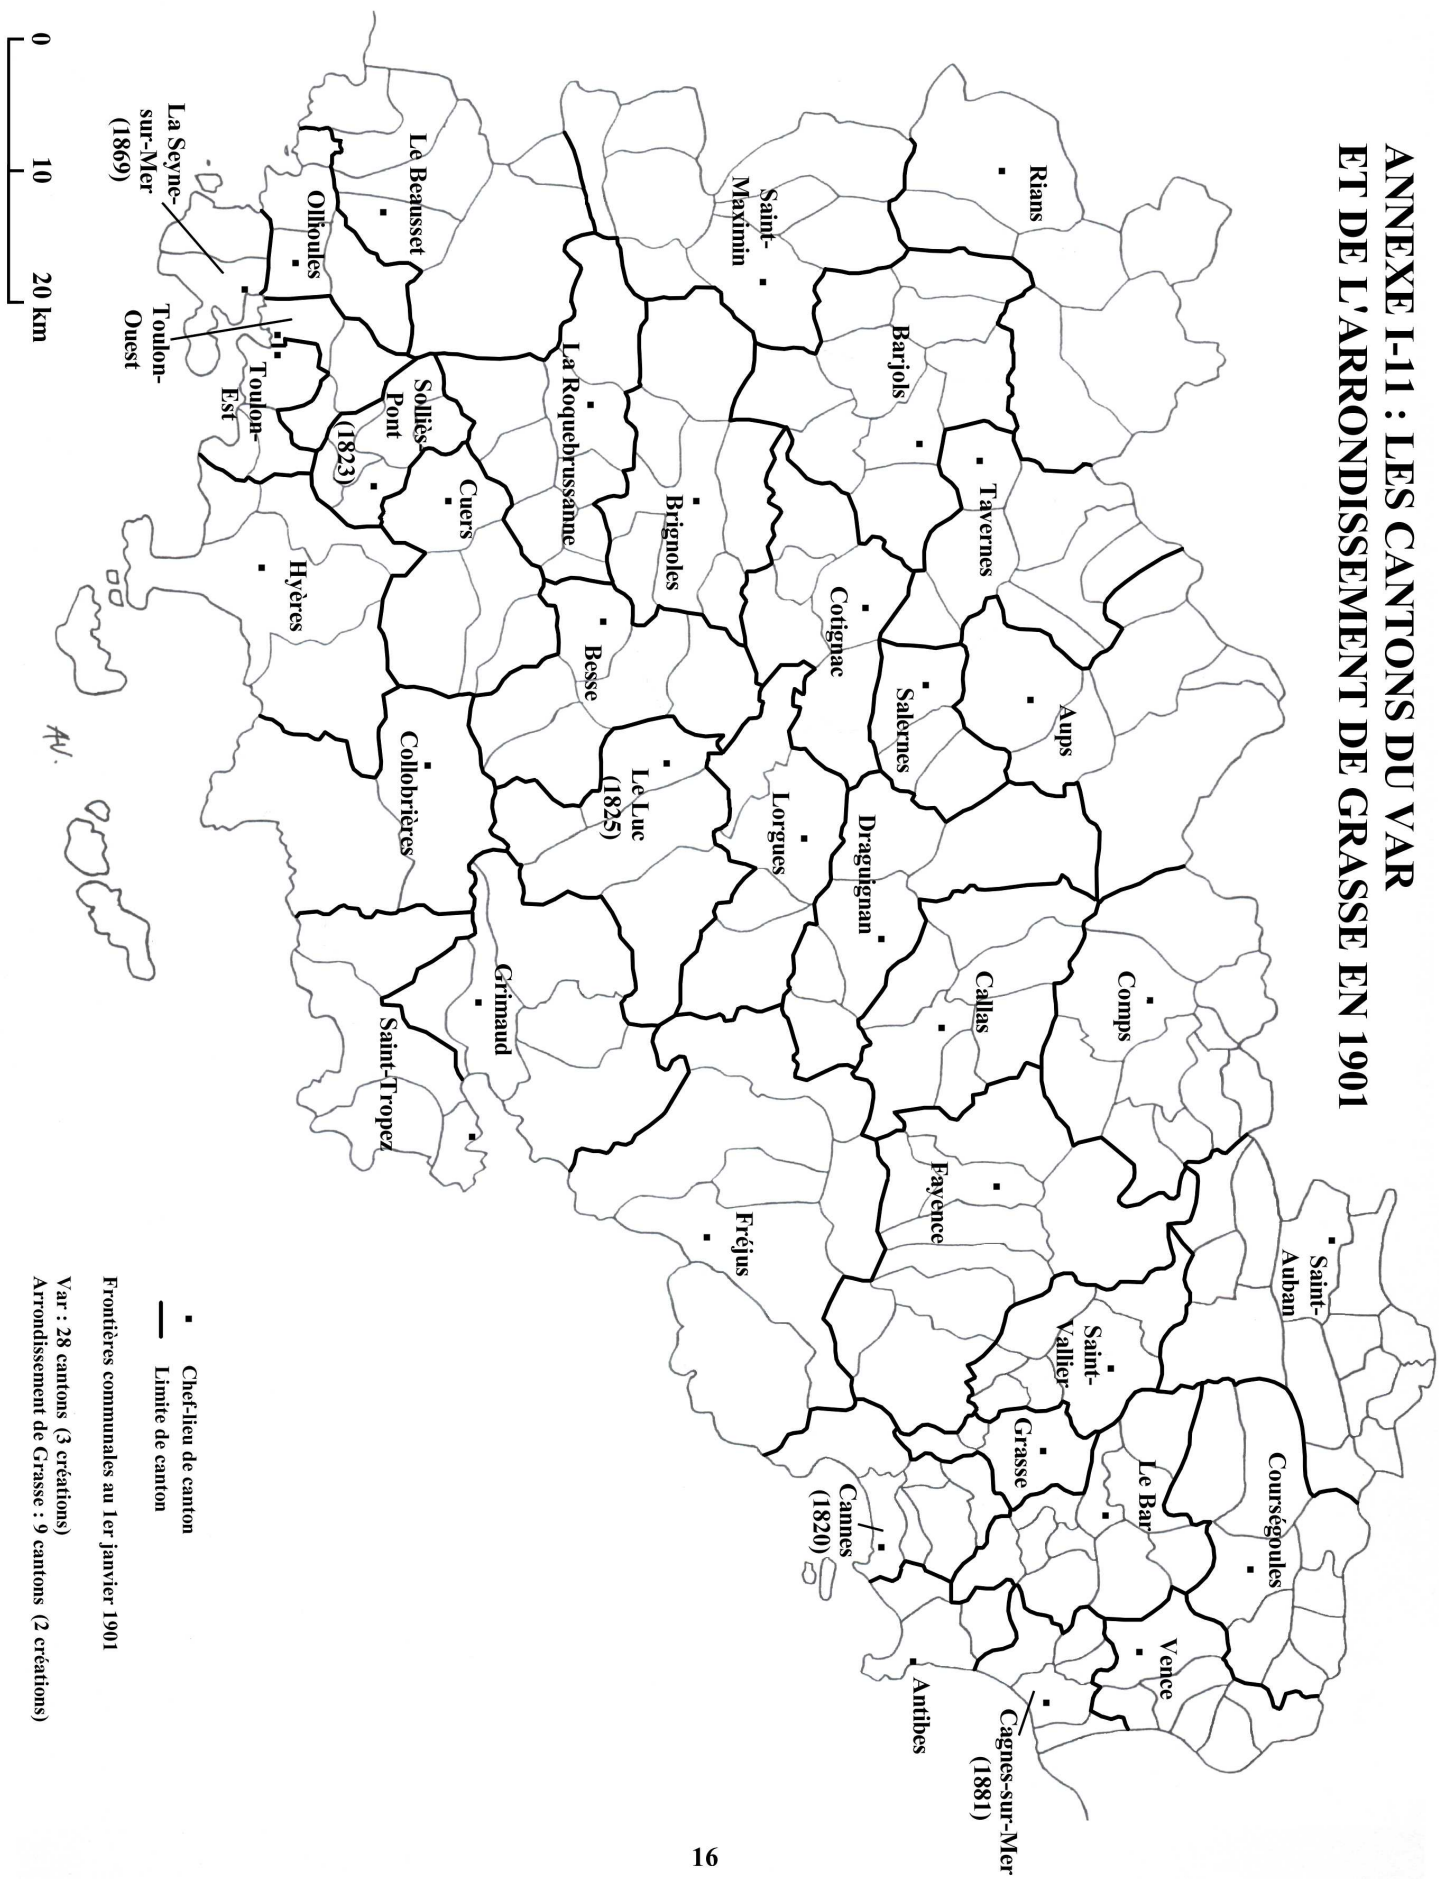 ANNEXE I-11 : LES CANTONS DU VAR
ET DE L'ARRONDISSEMENT DE GRASSE EN 1901
Rians
Saint-
Maximin
Barjols
Tavernes
Aups
Salernes
Cotignac
Brignoles
La Roquebrussanne
Besse
Le Luc
(1825)
Lorgues
Draguignan
Callas
Comps
Fayence
Fréjus
Grimaud
Saint-Tropez
Collobrières
Cuers
Solliès-
Pont
(1823)
Hyères
Le Beausset
Ollioules
La Seyne-
sur-Mer
(1869)
Toulon-
Ouest
Toulon-
Est
Saint-
Auban
Saint-
Vallier
Grasse
Le Bar
Courségoules
Vence
Cannes
(1820)
Antibes
Cagnes-sur-Mer
(1881)
0
10
20 km
AV.
Chef-lieu de canton
Limite de canton
Frontières communales au 1er janvier 1901
Var : 28 cantons (3 créations)
Arrondissement de Grasse : 9 cantons (2 créations)
16